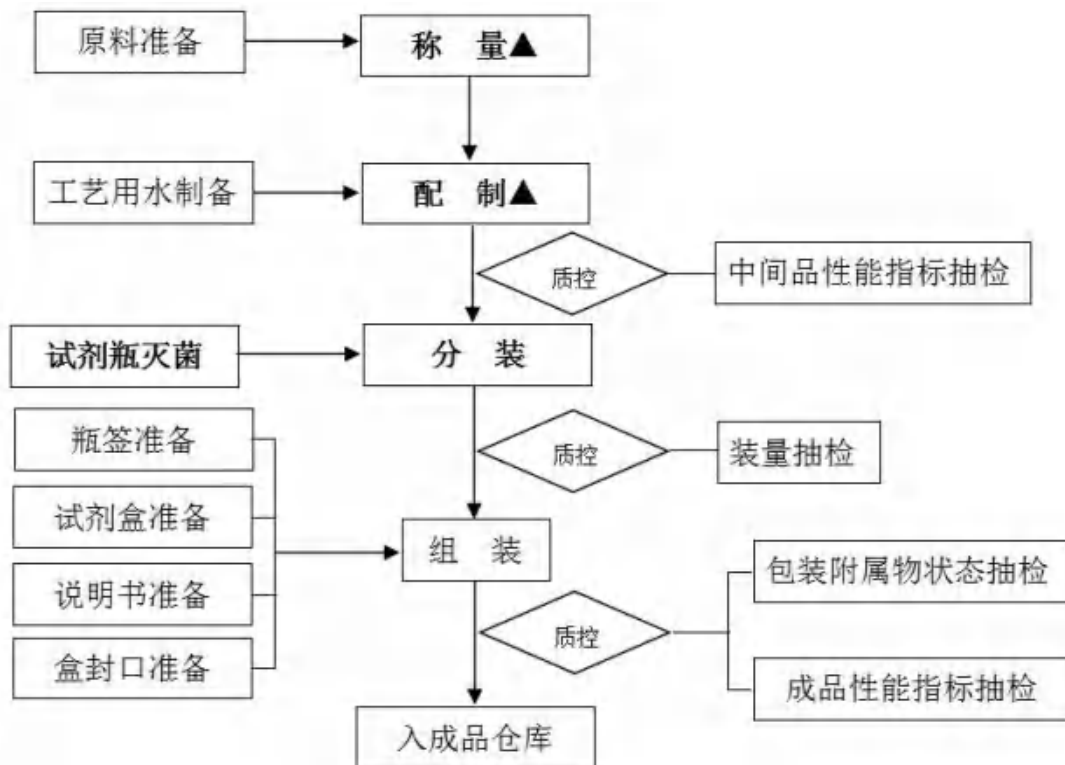 原料准备
称 量▲
工艺用水制备
配 制▲
质控
中间品性能指标抽检
试剂瓶灭菌
分 装
瓶签准备
质控
装量抽检
试剂盒准备
组 装
包装附属物状态抽检
说明书准备
质控
盒封口准备
成品性能指标抽检
入成品仓库